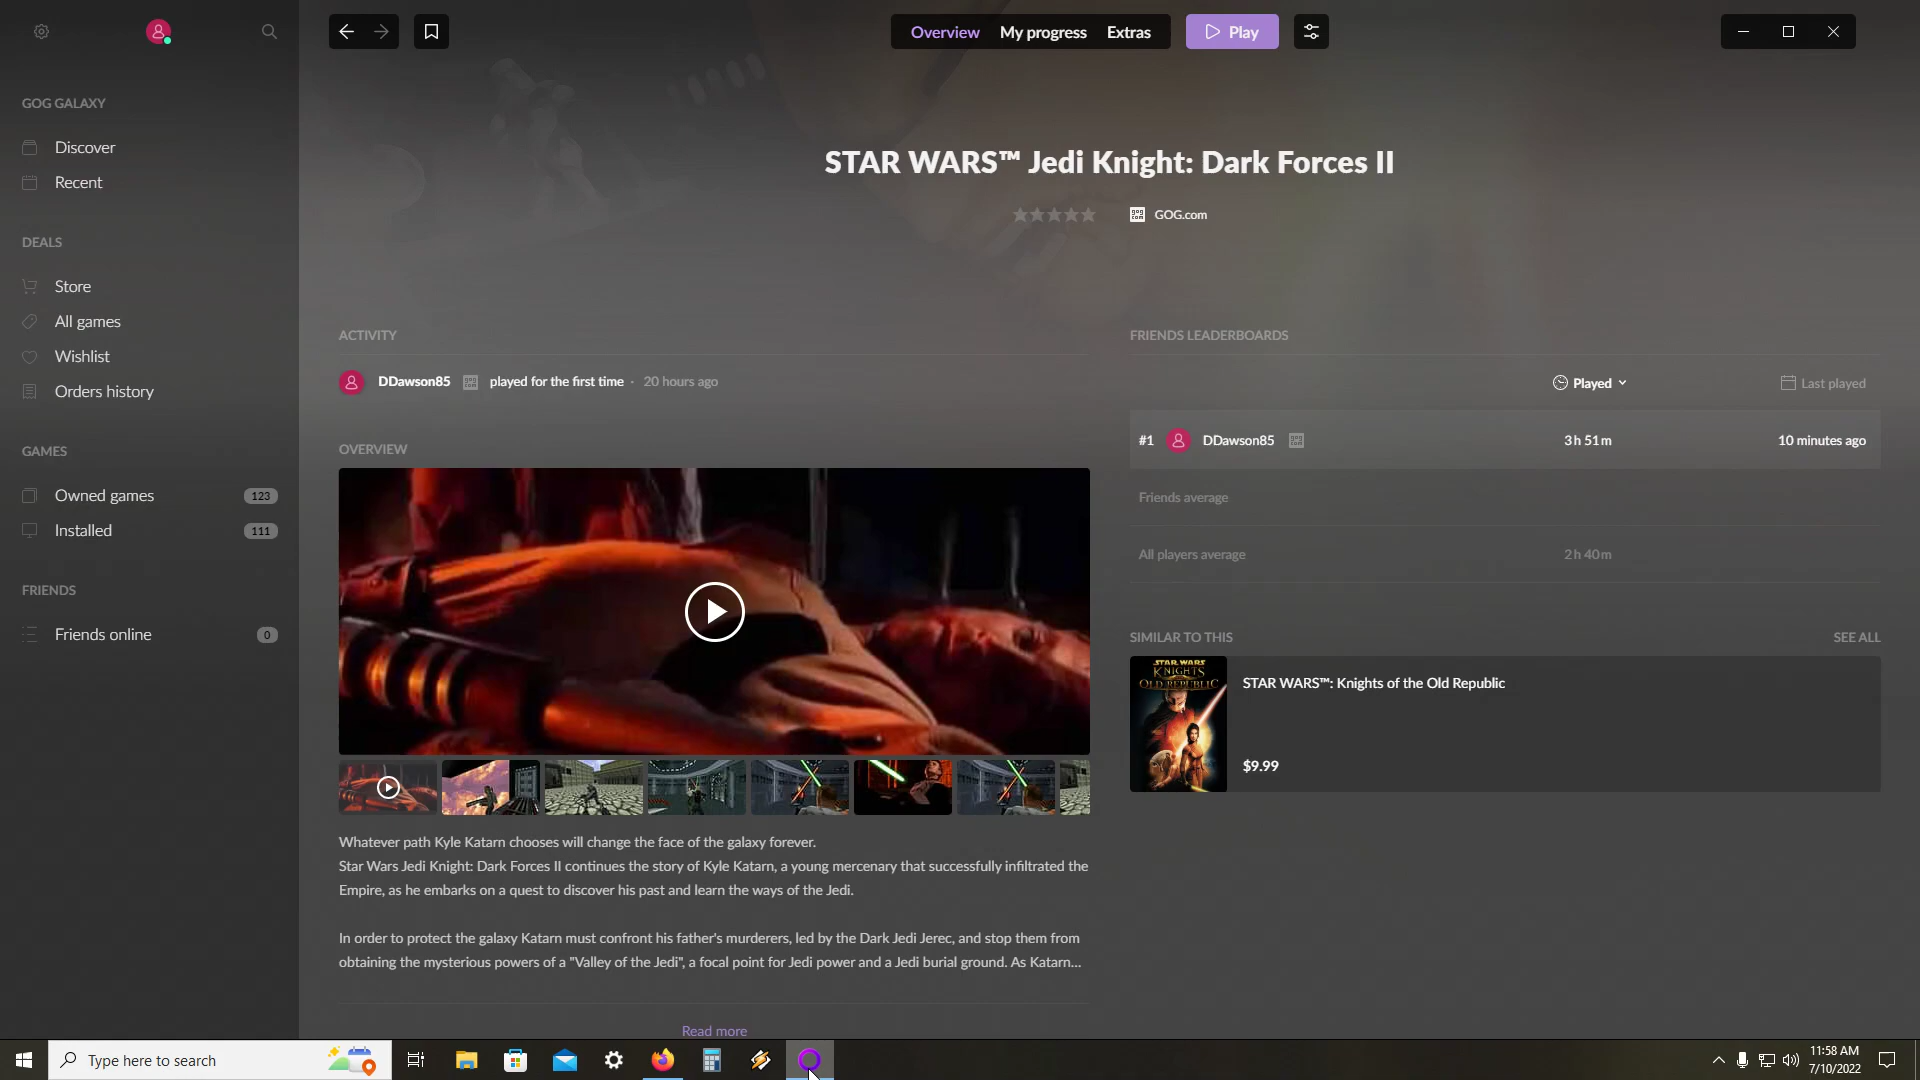 Overview
My progress
Extras
Play
GOG GALAXY
Discover
Recent
DEALS
Store
All games
Wishlist
Orders history
GAMES
Owned games 123
Installed 111
FRIENDS
Friends online 0
STAR WARS™ Jedi Knight: Dark Forces II
GOG.com
ACTIVITY
DDawson85 played for the first time · 20 hours ago
OVERVIEW
Whatever path Kyle Katarn chooses will change the face of the galaxy forever.
Star Wars Jedi Knight: Dark Forces II continues the story of Kyle Katarn, a young mercenary that successfully infiltrated the
Empire, as he embarks on a quest to discover his past and learn the ways of the Jedi.
In order to protect the galaxy Katarn must confront his father's murderers, led by the Dark Jedi Jerec, and stop them from
obtaining the mysterious powers of a "Valley of the Jedi", a focal point for Jedi power and a Jedi burial ground. As Katarn...
Read more
FRIENDS LEADERBOARDS
Played
Last played
#1 DDawson85 3 h 51 m 10 minutes ago
Friends average
All players average 2 h 40 m
SIMILAR TO THIS
SEE ALL
STAR WARS
KNIGHTS
OF THE
OLD REPUBLIC
STAR WARS™: Knights of the Old Republic
$9.99
Type here to search
11:58 AM
7/10/2022